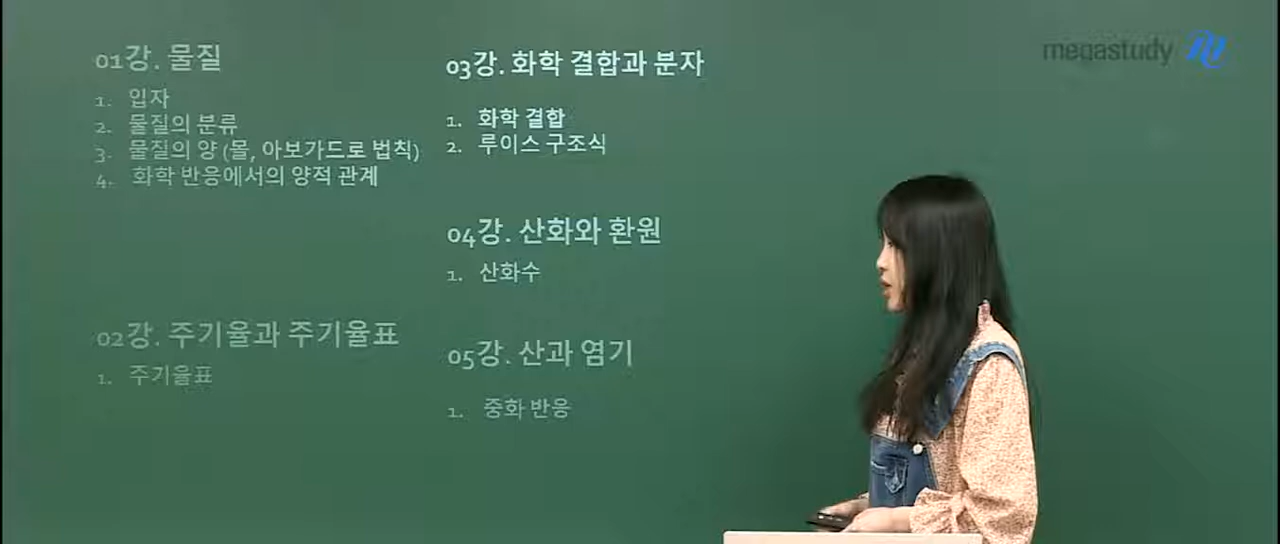 01강. 물질
1. 입자
2. 물질의 분류
3. 물질의 양 (몰, 아보가드로 법칙)
4. 화학 반응에서의 양적 관계
02강. 주기율과 주기율표
1. 주기율표
03강. 화학 결합과 분자
1. 화학 결합
2. 루이스 구조식
04강. 산화와 환원
1. 산화수
05강. 산과 염기
1. 중화 반응
megastudy